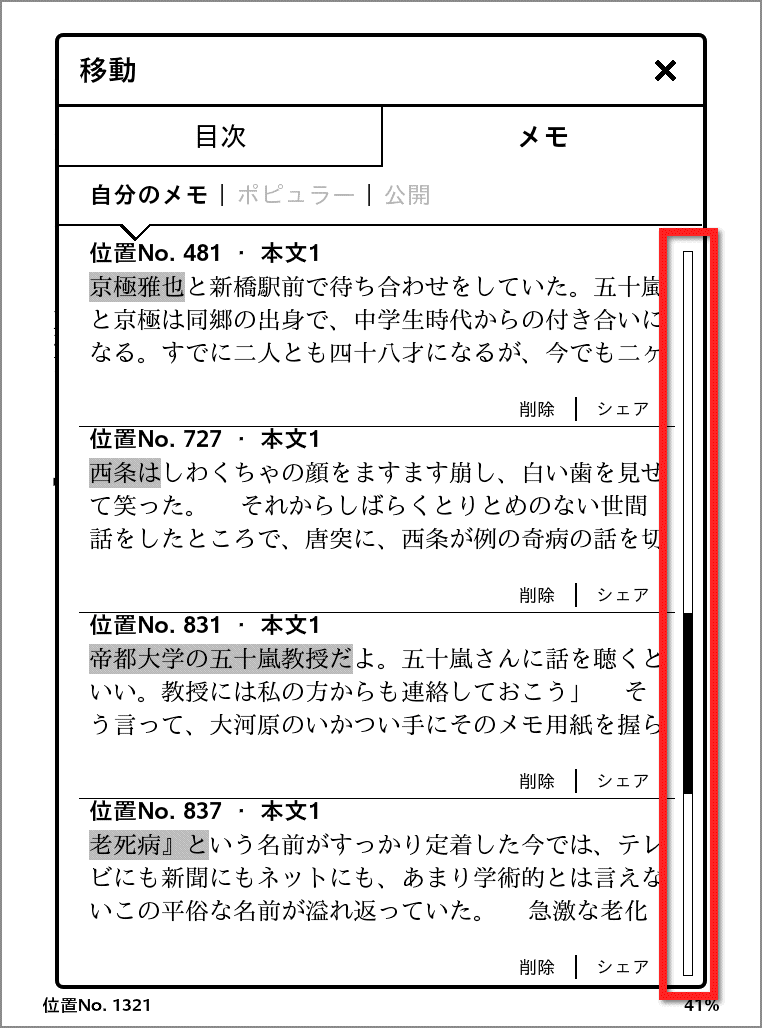 移動
目次 メモ
自分のメモ | ポピュラー | 公開
位置No. 481 · 本文1
京極雅也と新橋駅前で待ち合わせをしていた。五十嵐
と京極は同郷の出身で、中学生時代からの付き合いに
なる。すでに二人とも四十八才になるが、今でも二ヶ
削除 | シェア
位置No. 727 · 本文1
西条はしわくちゃの顔をますます崩し、白い歯を見せ
て笑った。 それからしばらくとりとめのない世間
話をしたところで、唐突に、西条が例の奇病の話を切
削除 | シェア
位置No. 831 · 本文1
帝都大学の五十嵐教授だよ。五十嵐さんに話を聴くと
いい。教授には私の方からも連絡しておこう」 そ
う言って、大河原のいかつい手にそのメモ用紙を握ら
削除 | シェア
位置No. 837 · 本文1
老死病』という名前がすっかり定着した今では、テレ
ビにも新聞にもネットにも、あまり学術的とは言えな
いこの平俗な名前が溢れ返っていた。 急激な老化
削除 | シェア
位置No. 1321 41%